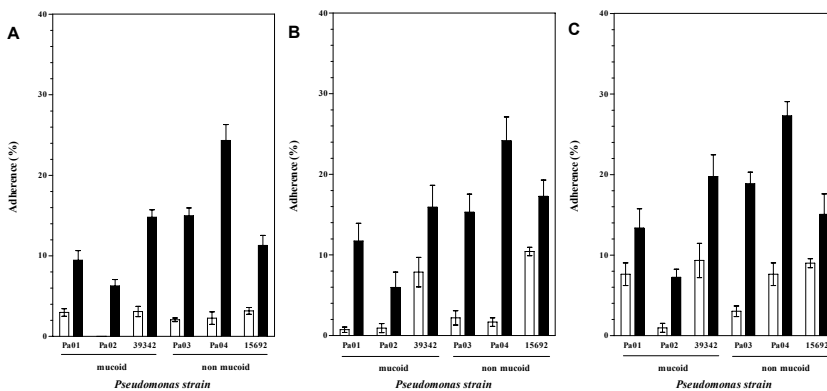 A
40
30
20
10
0
Adherence (%)
Pa01 Pa02 39342 Pa03 Pa04 15692
mucoid non mucoid
Pseudomonas strain
B
40
30
20
10
0
Adherence (%)
Pa01 Pa02 39342 Pa03 Pa04 15692
mucoid non mucoid
Pseudomonas strain
C
40
30
20
10
0
Adherence (%)
Pa01 Pa02 39342 Pa03 Pa04 15692
mucoid non mucoid
Pseudomonas strain